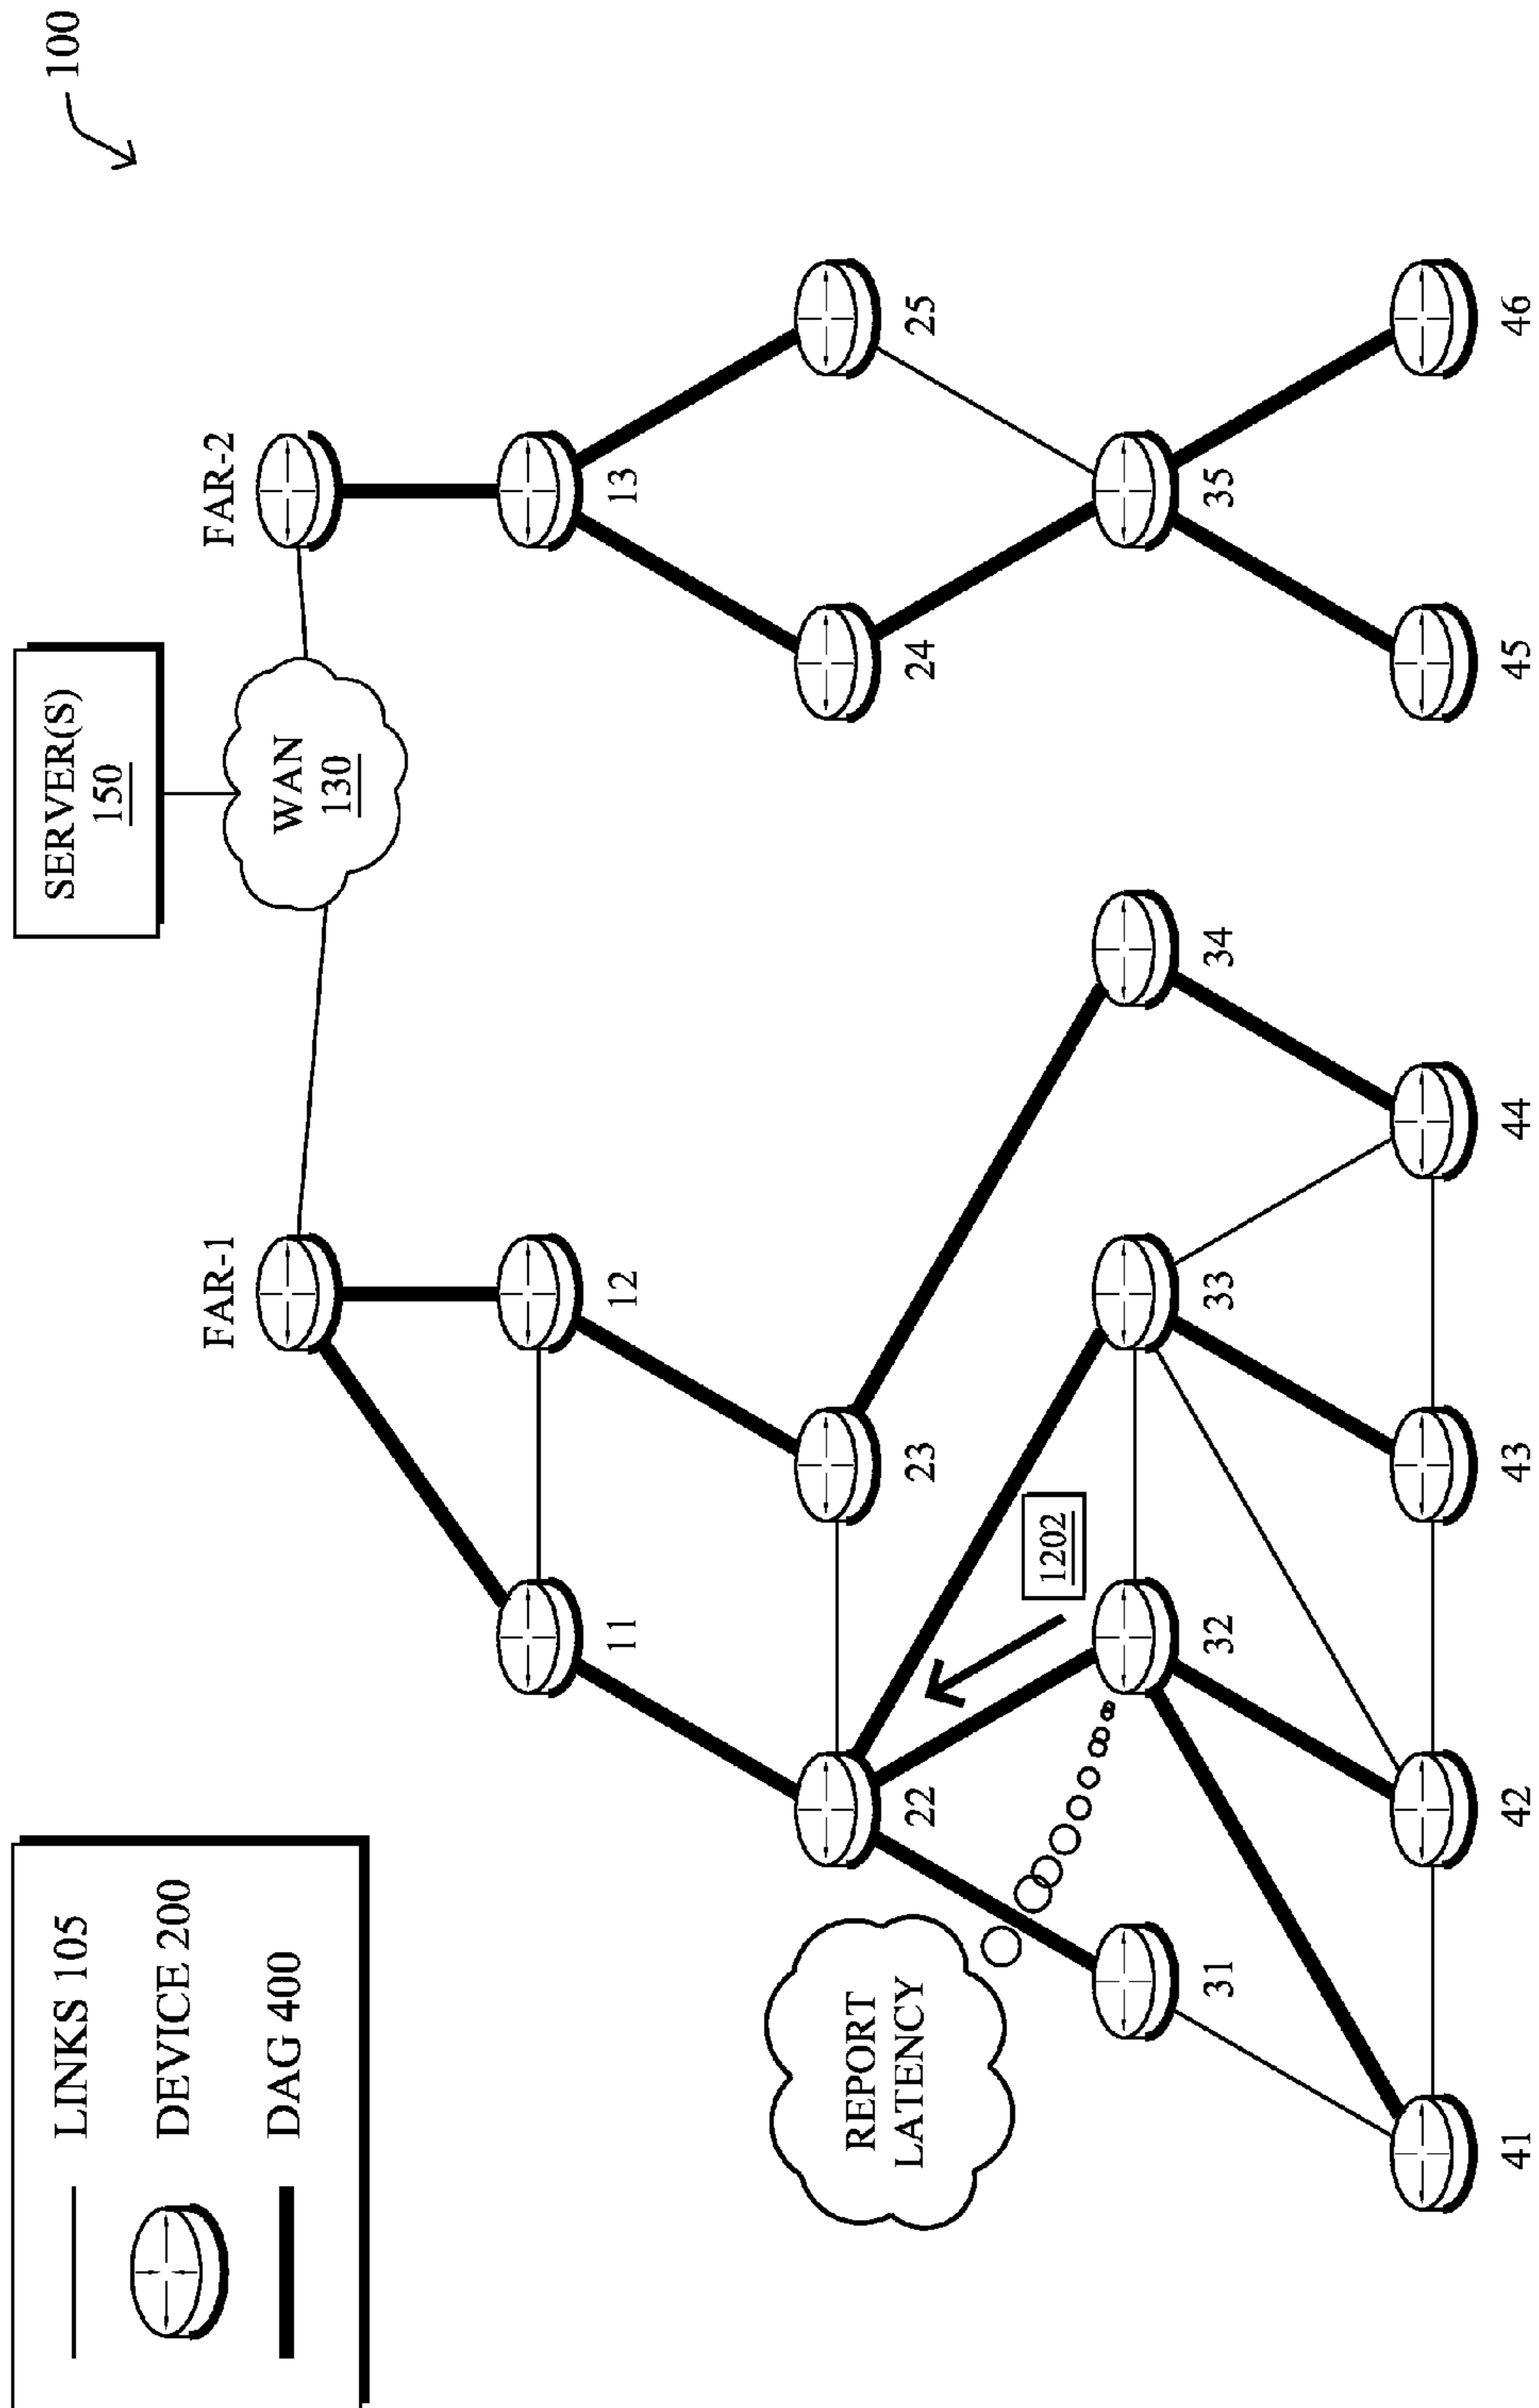 LINKS 105
DEVICE 200
DAG 400
100
SERVER(S)
150
WAN
130
FAR-1
FAR-2
11
12
13
22
23
24
25
REPORT
LATENCY
1202
31
32
33
34
35
41
42
43
44
45
46